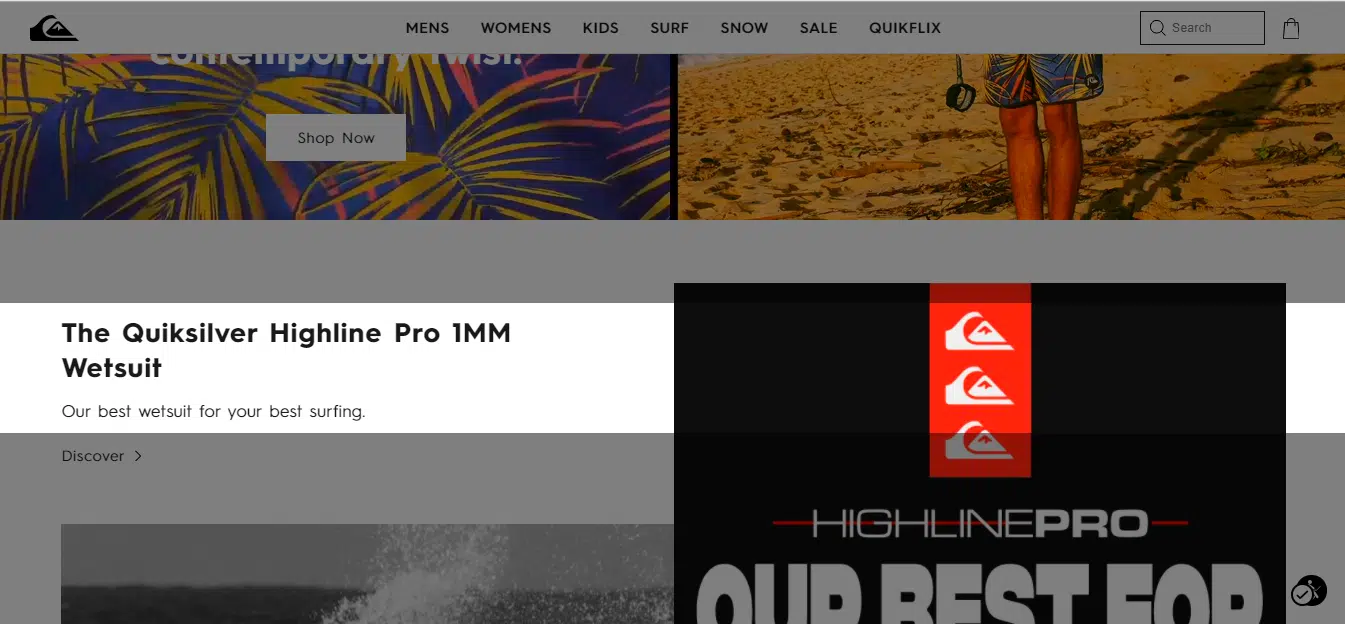 MENS WOMENS KIDS SURF SNOW SALE QUIKFLIX Search
contemporary twist.
Shop Now
The Quiksilver Highline Pro 1MM
Wetsuit
Our best wetsuit for your best surfing.
Discover
HIGHLINEPRO
OUR BEST FOR